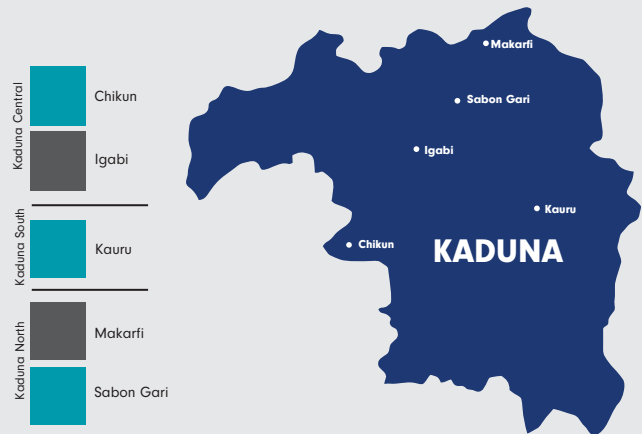 Kaduna Central
Chikun
Igabi
Kaduna South
Kauru
Kaduna North
Makarfi
Sabon Gari
Makarfi
Sabon Gari
Igabi
Kauru
Chikun
KADUNA